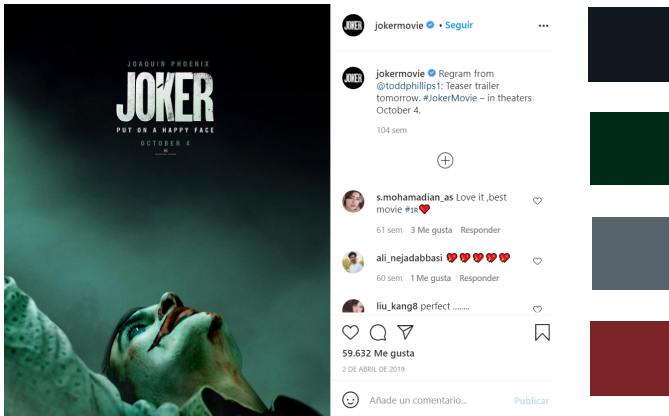 JOAQUIN PHOENIX
JOKER
PUT ON A HAPPY FACE
OCTOBER 4
JOKER
jokermovie • Seguir
JOKER
jokermovie Regram from
@toddphillips1: Teaser trailer
tomorrow. #JokerMovie – in theaters
October 4.
104 sem
s.mohamadian_as Love it ,best
movie #ɪʀ
61 sem 3 Me gusta Responder
ali_nejadabbasi
60 sem 1 Me gusta Responder
liu_kang8 perfect ........
59.632 Me gusta
2 DE ABRIL DE 2019
Añade un comentario...
Publicar